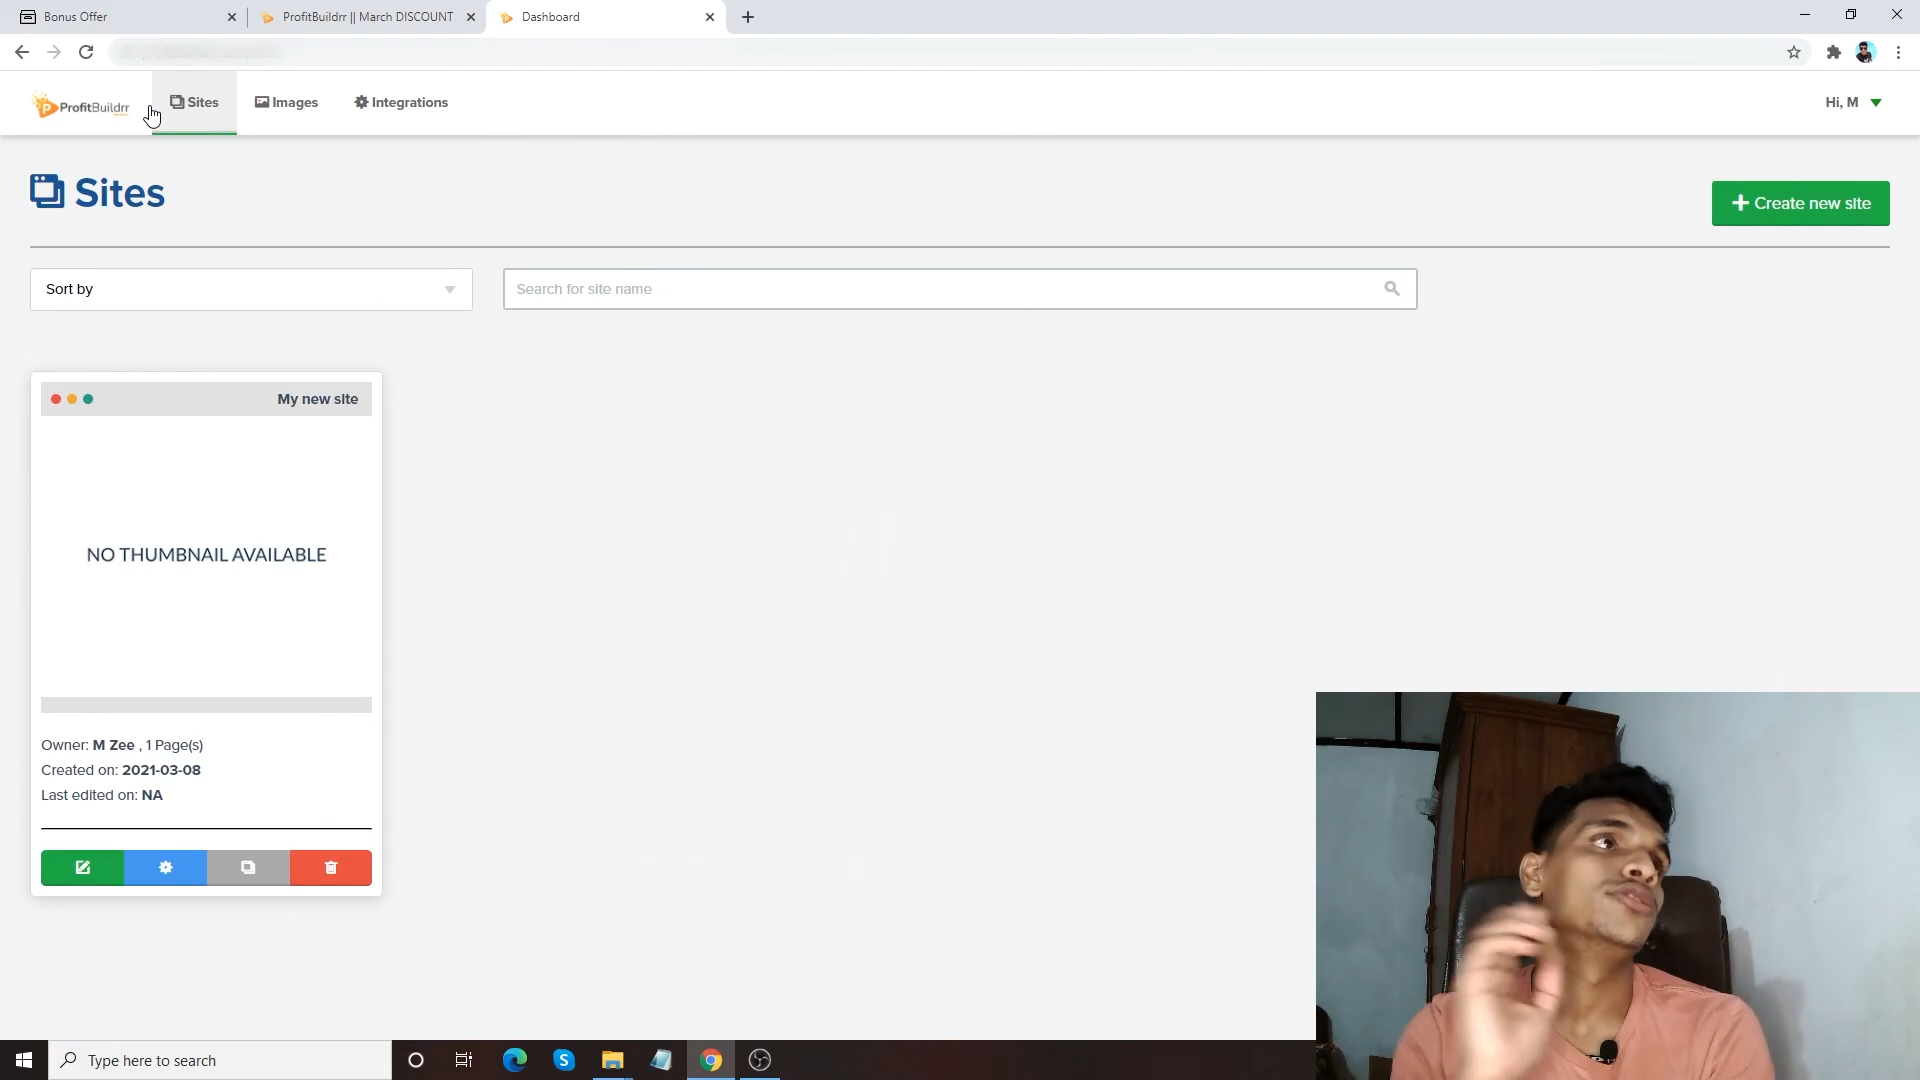 Bonus Offer
ProfitBuildrr || March DISCOUNT
Dashboard
ProfitBuildrr
Sites
Images
Integrations
Hi, M
Sites
Create new site
Sort by
Search for site name
My new site
NO THUMBNAIL AVAILABLE
Owner: M Zee , 1 Page(s)
Created on: 2021-03-08
Last edited on: NA
Type here to search